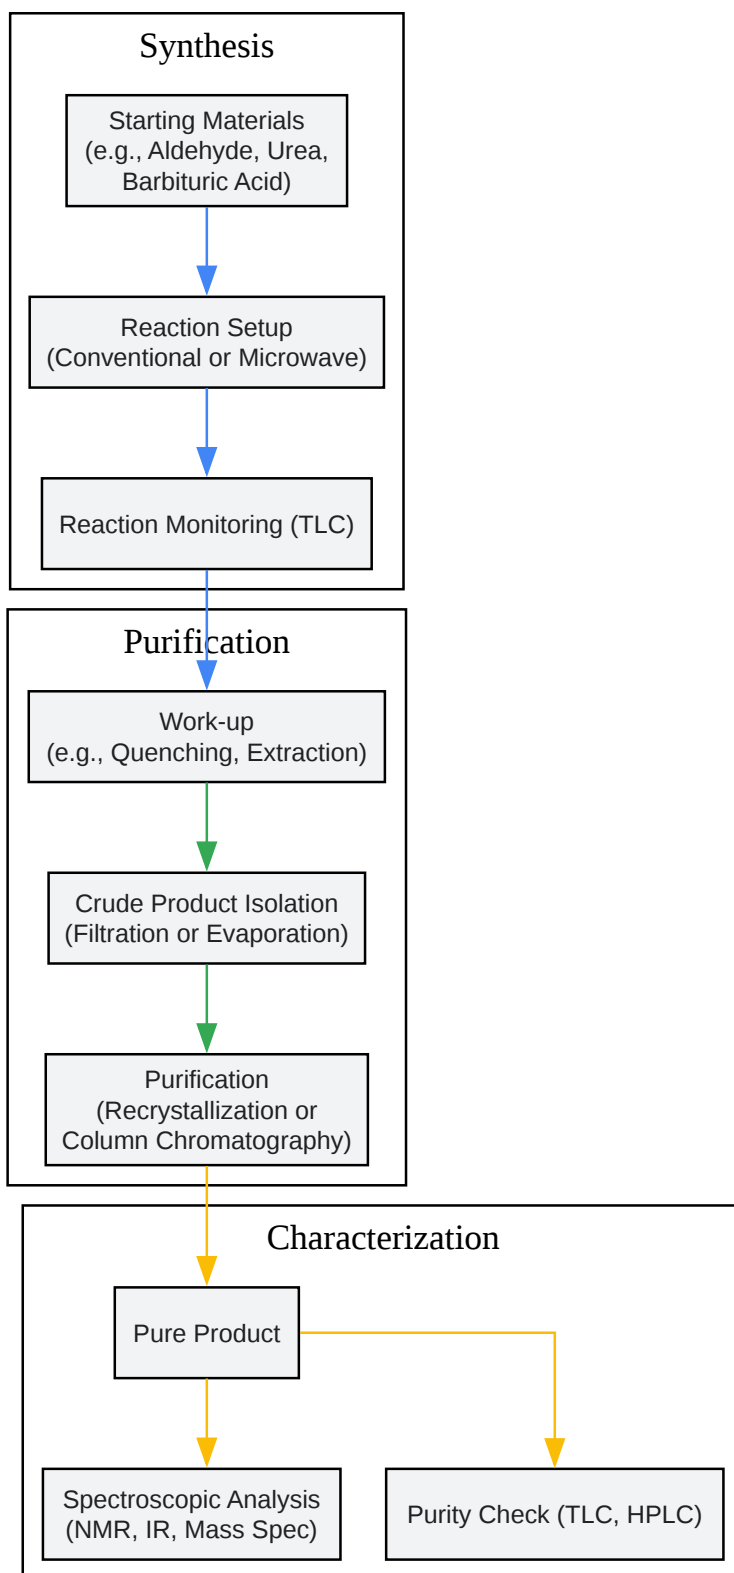 Synthesis
Starting Materials
(e.g., Aldehyde, Urea,
Barbituric Acid)
Reaction Setup
(Conventional or Microwave)
Reaction Monitoring (TLC)
Purification
Work-up
(e.g., Quenching, Extraction)
Crude Product Isolation
(Filtration or Evaporation)
Purification
(Recrystallization or
Column Chromatography)
Characterization
Pure Product
Spectroscopic Analysis
(NMR, IR, Mass Spec)
Purity Check (TLC, HPLC)